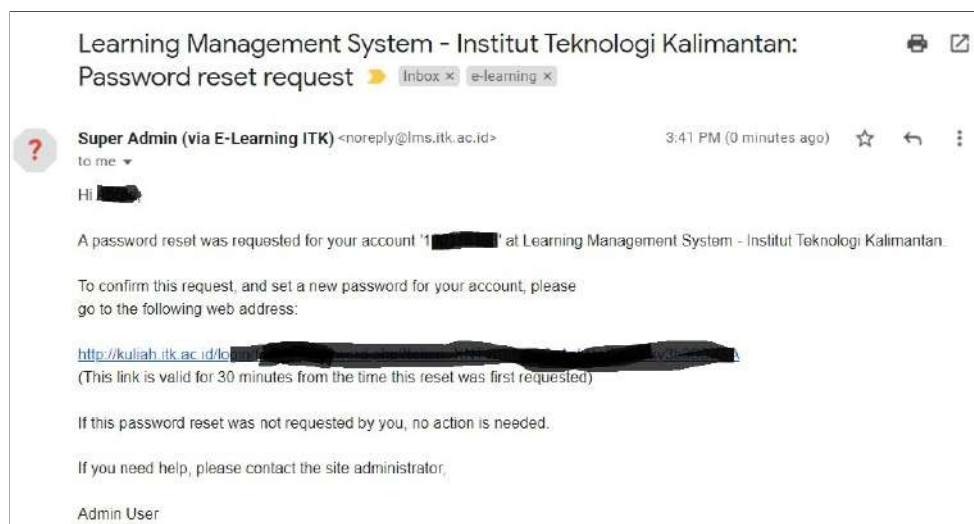 Learning Management System - Institut Teknologi Kalimantan:
Password reset request Inbox × e-learning ×
?
Super Admin (via E-Learning ITK) <noreply@lms.itk.ac.id> 3:41 PM (0 minutes ago)
to me
Hi
A password reset was requested for your account '1 ' at Learning Management System - Institut Teknologi Kalimantan.
To confirm this request, and set a new password for your account, please
go to the following web address:
http://kuliah.itk.ac.id/lo
(This link is valid for 30 minutes from the time this reset was first requested)
If this password reset was not requested by you, no action is needed.
If you need help, please contact the site administrator,
Admin User